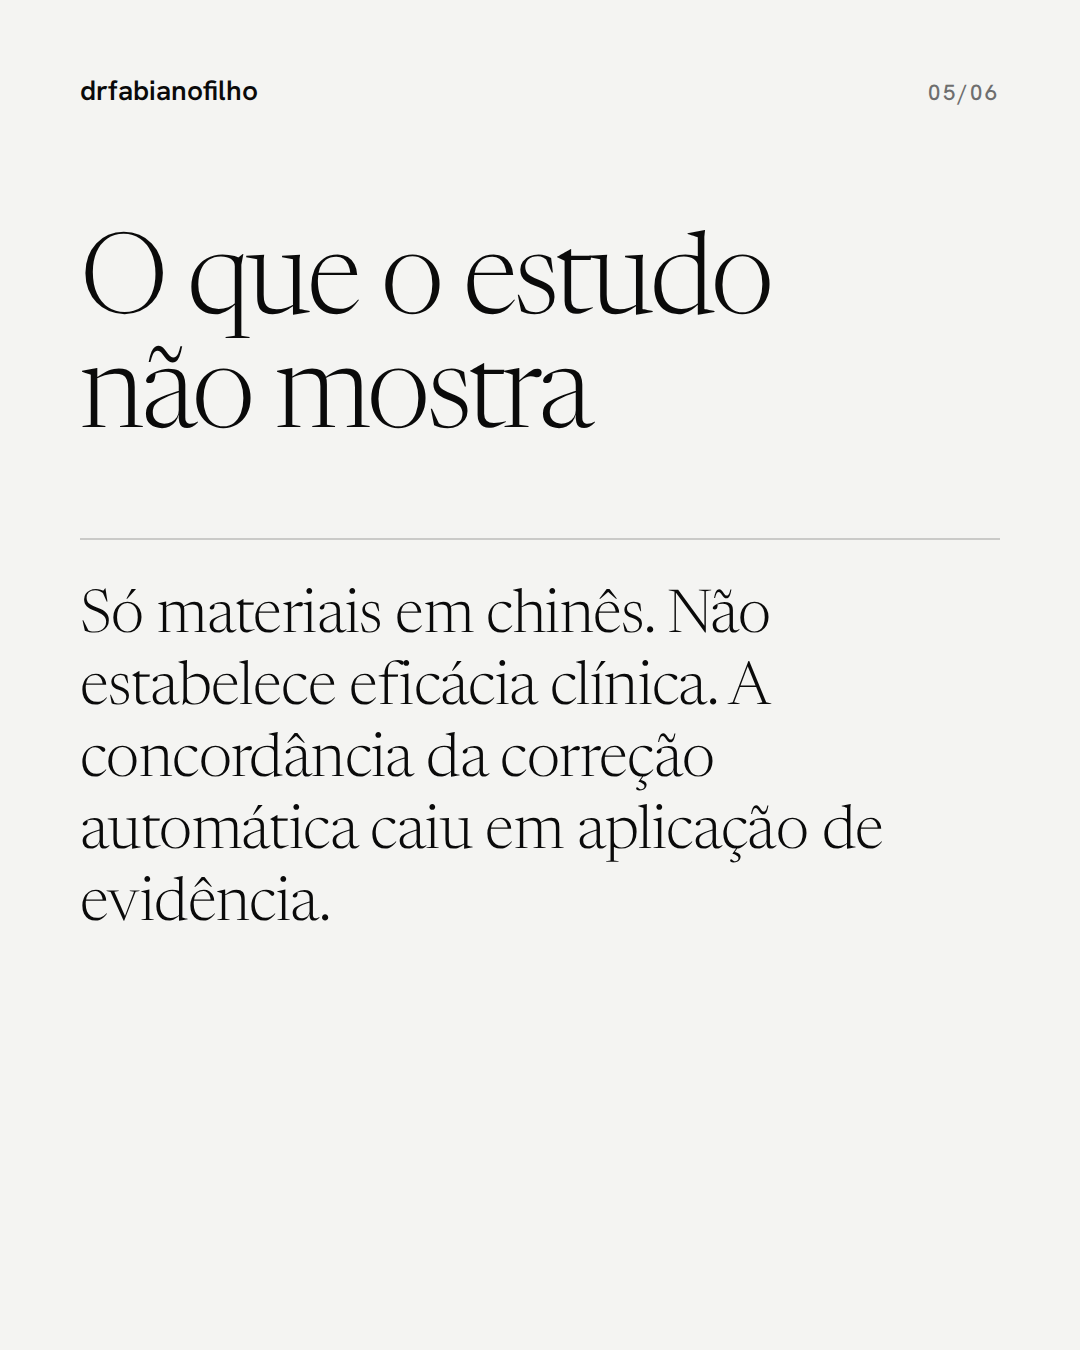 drfabianofilho
05/06
O que o estudo
não mostra
Só materiais em chinês. Não
estabelece eficácia clínica. A
concordância da correção
automática caiu em aplicação de
evidência.